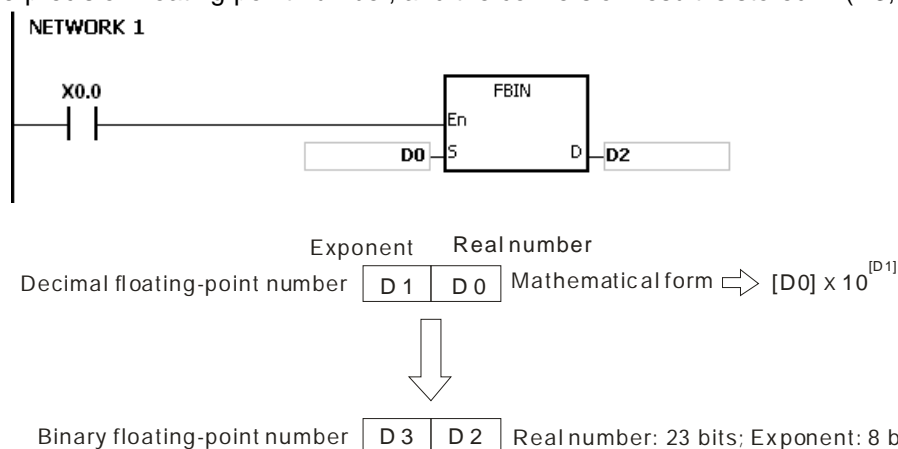 NETWORK 1
X0.0
FBIN
En
D0 S D D2
Exponent Real number
Decimal floating-point number D 1 D 0 Mathematical form [D0] x 10 [D1]
Binary floating-point number D 3 D 2 Real number: 23 bits; Exponent: 8 b